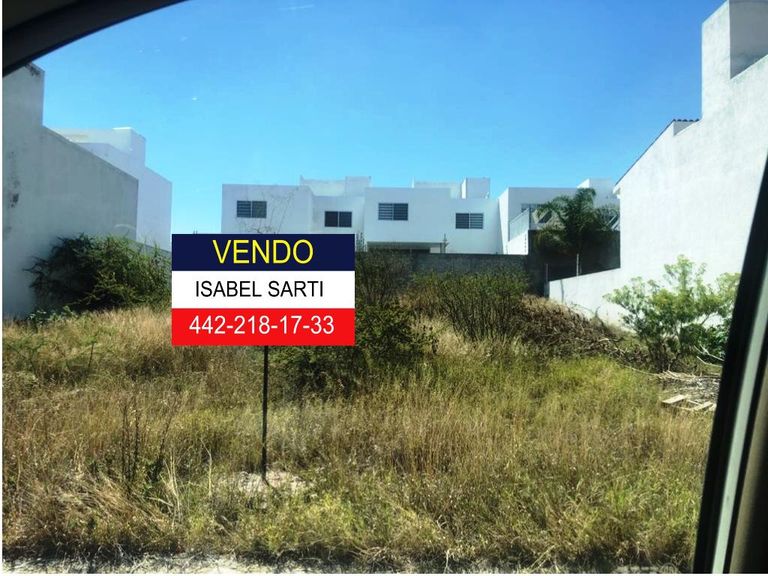 VENDO
ISABEL SARTI
442-218-17-33